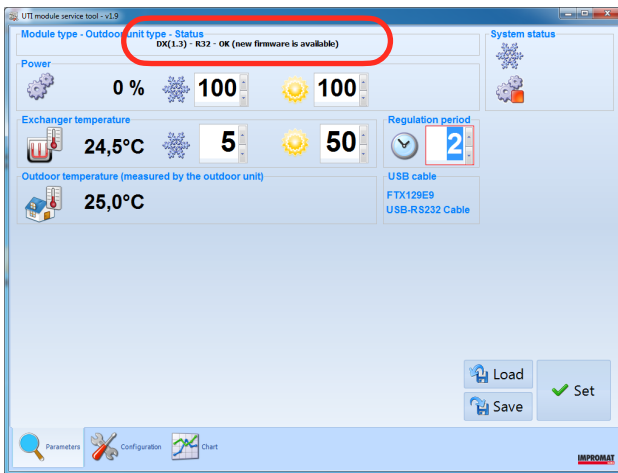 UTI module service tool - v1.9
Module type - Outdoor unit type - Status
DX(1.3) - R32 - OK (new firmware is available)
System status
Power
0 %
100
100
Exchanger temperature
24,5°C
5
50
Regulation period
2
Outdoor temperature (measured by the outdoor unit)
25,0°C
USB cable
FTX129E9
USB-RS232 Cable
Load
Save
Set
Parameters
Configuration
Chart
IMPROMAT